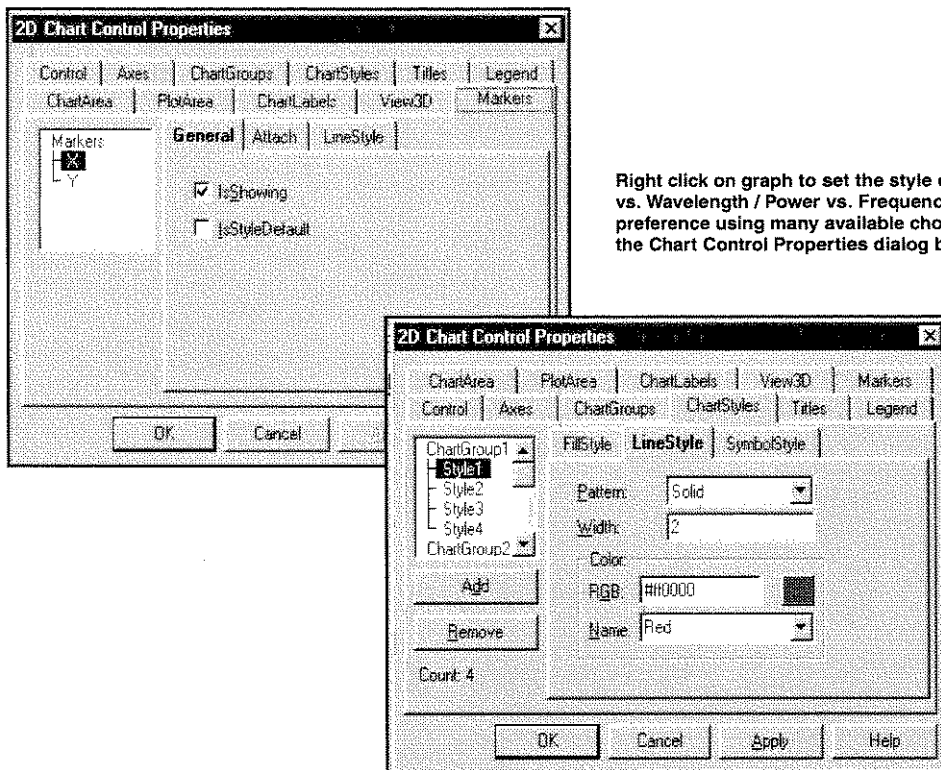 2D Chart Control Properties
Control Axes ChartGroups ChartStyles Titles Legend
ChartArea PlotArea ChartLabels View3D Markers
Markers
X
Y
General Attach LineStyle
IsShowing
IsStyleDefault
OK Cancel
Right click on graph to set the style
vs. Wavelength / Power vs.
preference using many available
the Chart Control Properties dialog
2D Chart Control Properties
ChartArea PlotArea ChartLabels View3D Markers
Control Axes ChartGroups ChartStyles Titles Legend
ChartGroup1
Style1
Style2
Style3
Style4
ChartGroup2
Add
Remove
Count: 4
FillStyle LineStyle SymbolStyle
Pattern: Solid
Width: 2
Color:
RGB: #ff0000
Name: Red
OK Cancel Apply Help